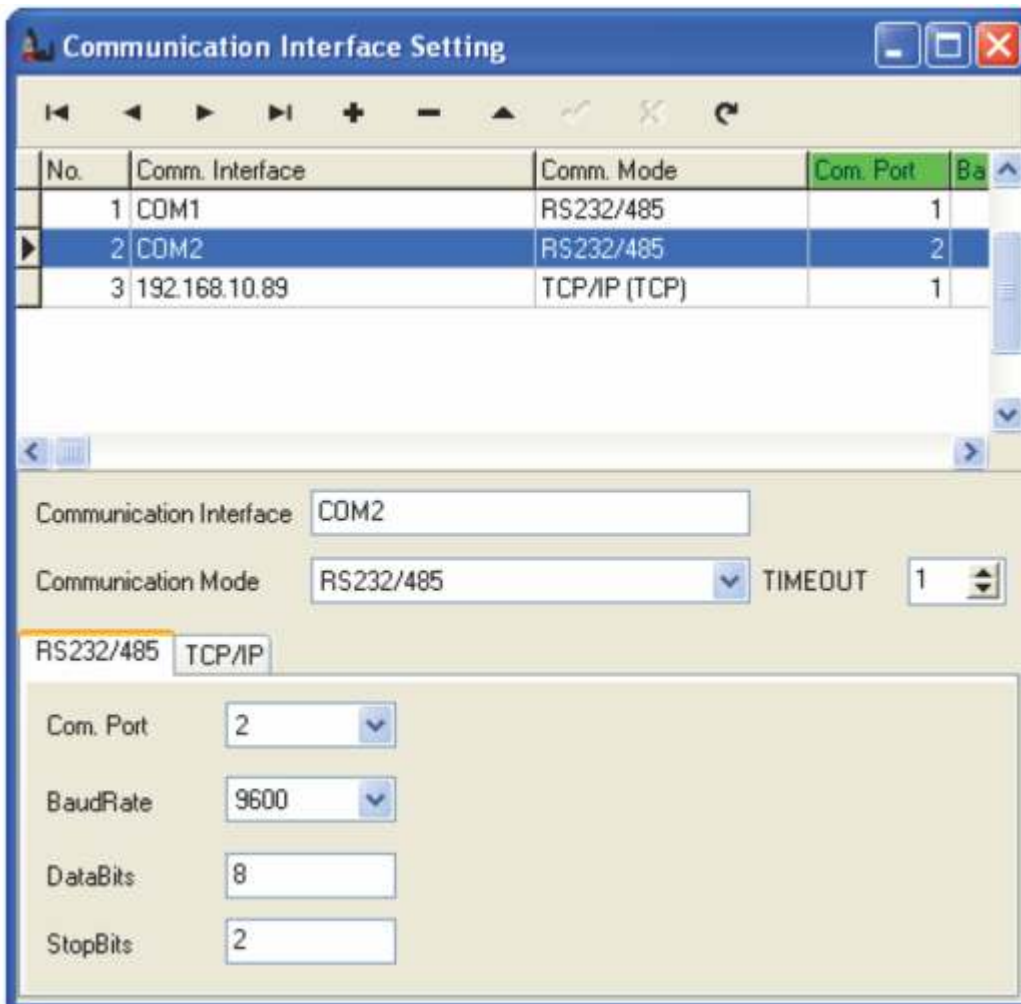 Communication Interface Setting
No. Comm. Interface Comm. Mode Com. Port Ba
1 COM1 RS232/485 1
2 COM2 RS232/485 2
3 192.168.10.89 TCP/IP (TCP) 1
Communication Interface COM2
Communication Mode RS232/485 TIMEOUT 1
RS232/485 TCP/IP
Com. Port 2
BaudRate 9600
DataBits 8
StopBits 2